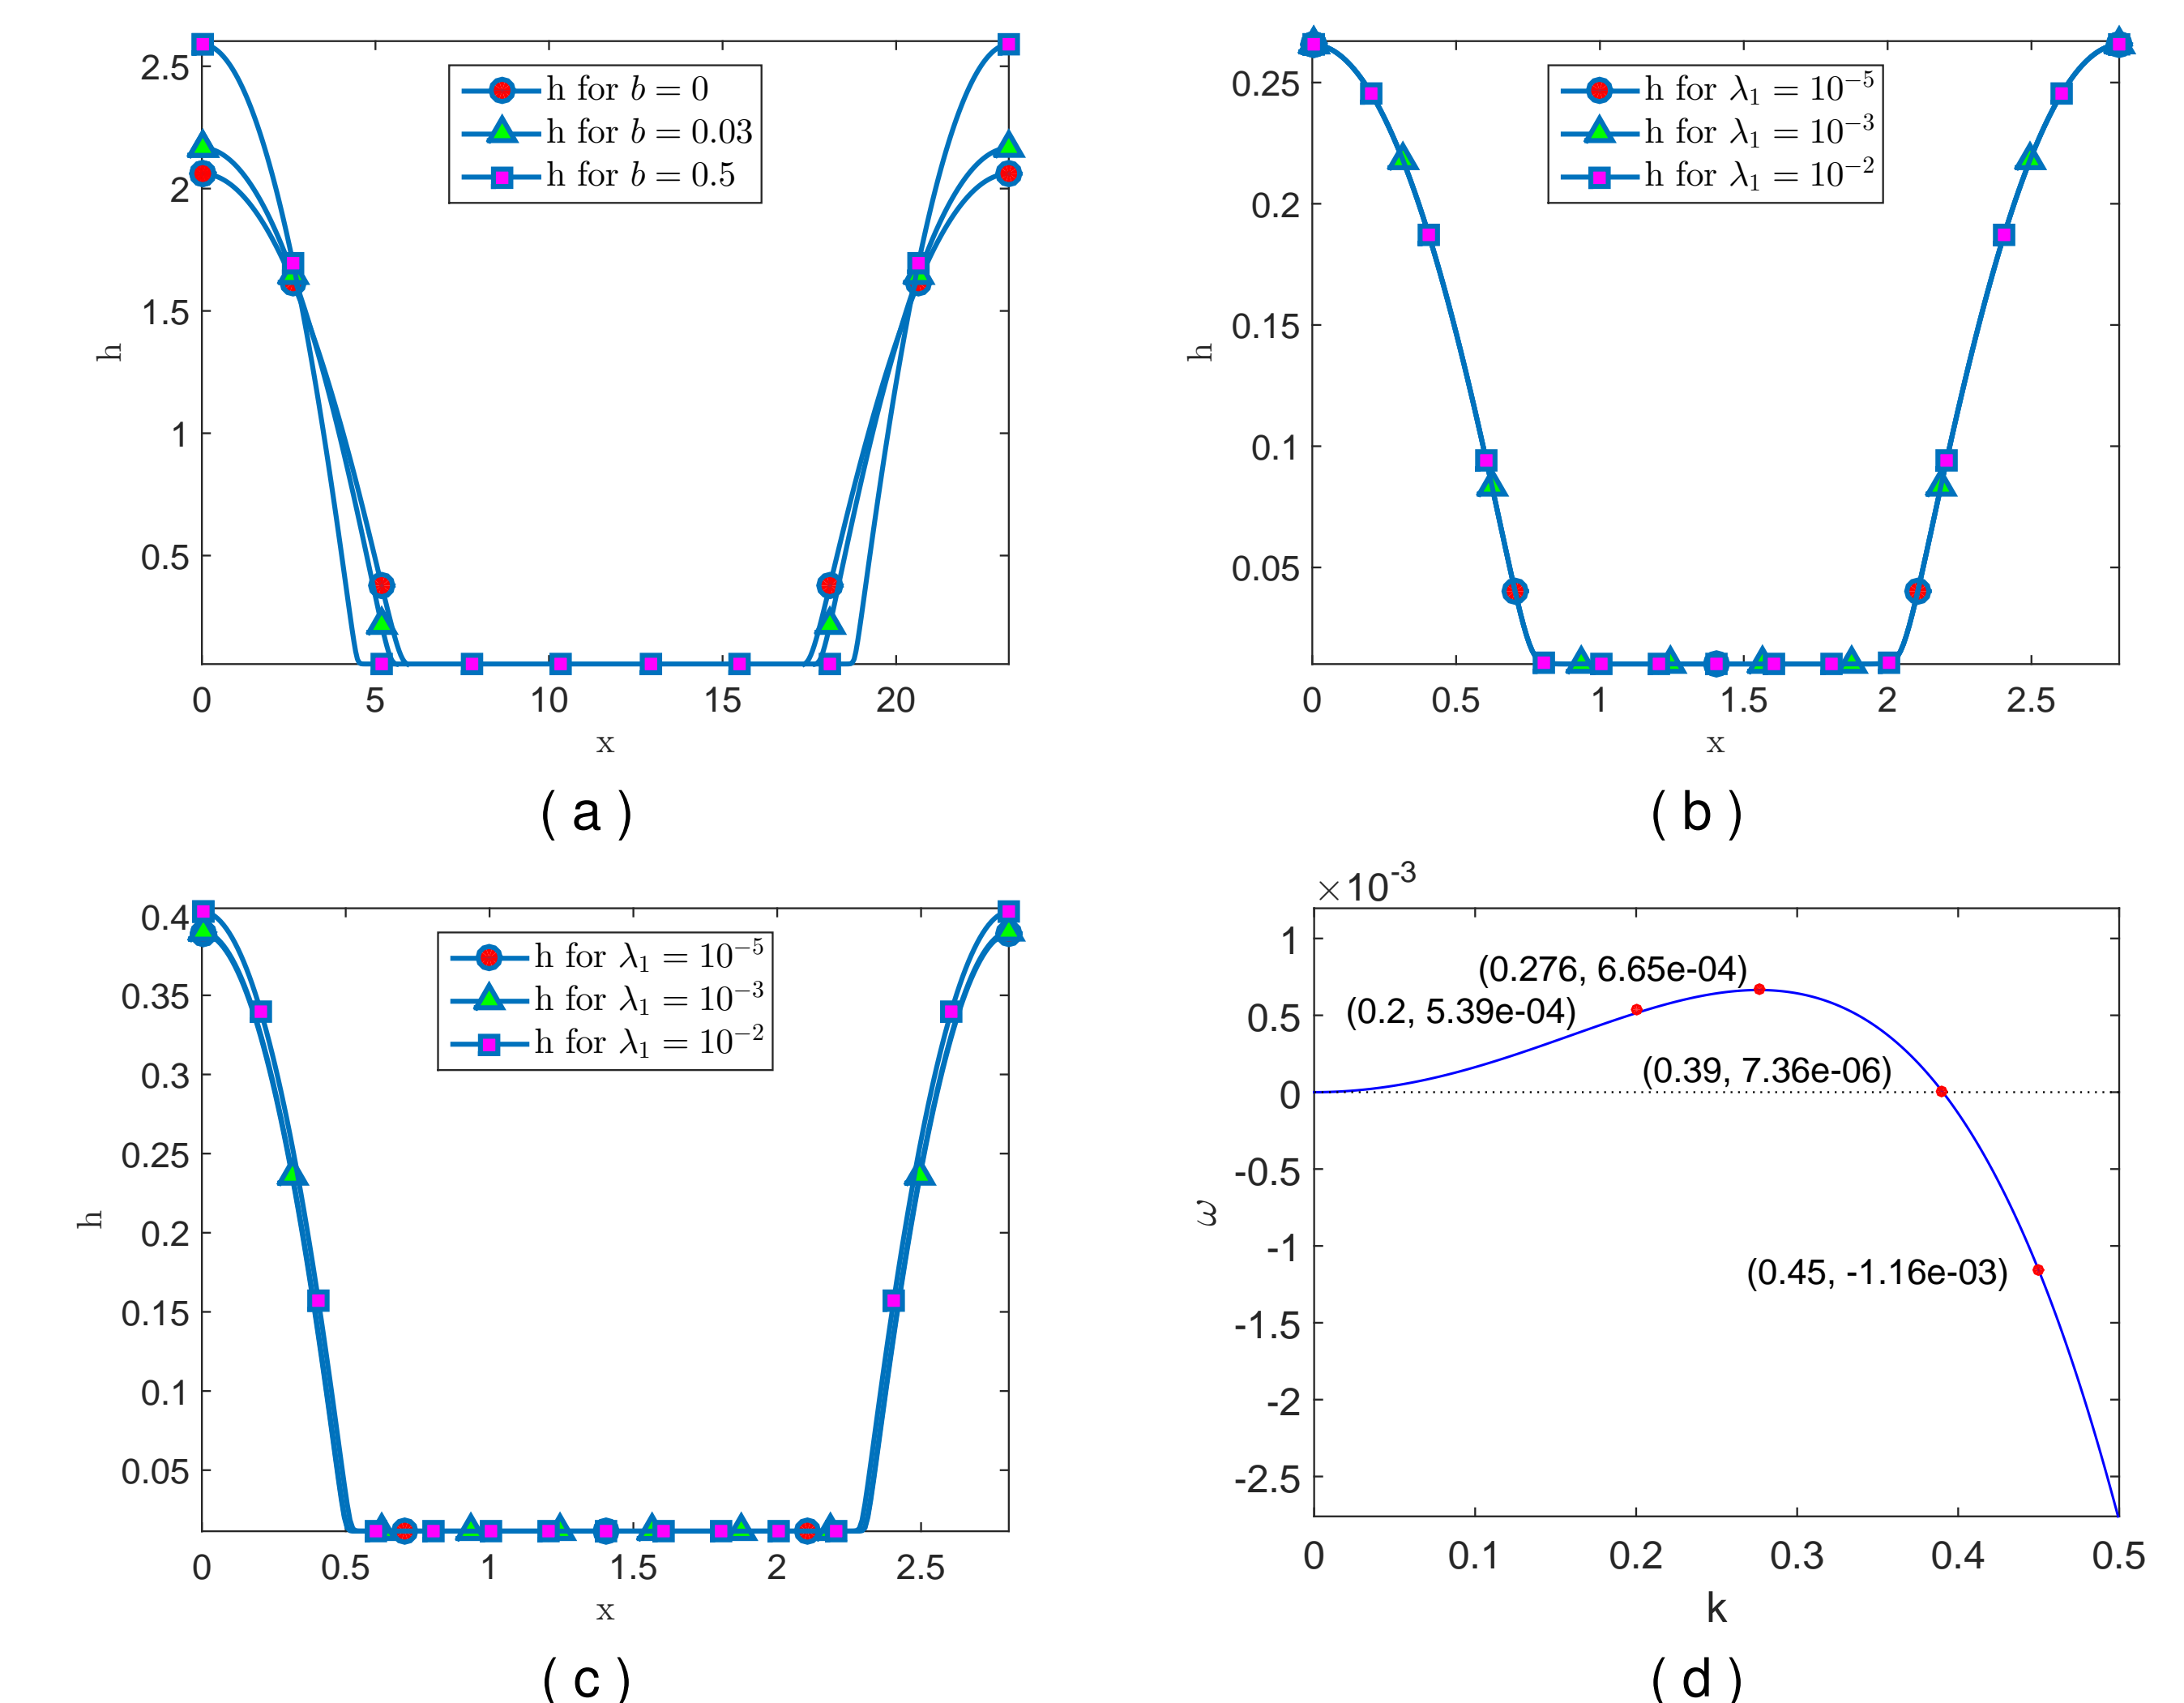 2.5
2
1.5
1
0.5
0 5 10 15 20
h
x
h for b = 0
h for b = 0.03
h for b = 0.5
( a )
0.25
0.2
0.15
0.1
0.05
0 0.5 1 1.5 2 2.5
h
x
h for λ₁ = 10⁻⁵
h for λ₁ = 10⁻³
h for λ₁ = 10⁻²
( b )
0.4
0.35
0.3
0.25
0.2
0.15
0.1
0.05
0 0.5 1 1.5 2 2.5
h
x
h for λ₁ = 10⁻⁵
h for λ₁ = 10⁻³
h for λ₁ = 10⁻²
( c )
×10⁻³
1
0.5
0
-0.5
-1
-1.5
-2
-2.5
0 0.1 0.2 0.3 0.4 0.5
ω
k
(0.276, 6.65e-04)
(0.2, 5.39e-04)
(0.39, 7.36e-06)
(0.45, -1.16e-03)
( d )